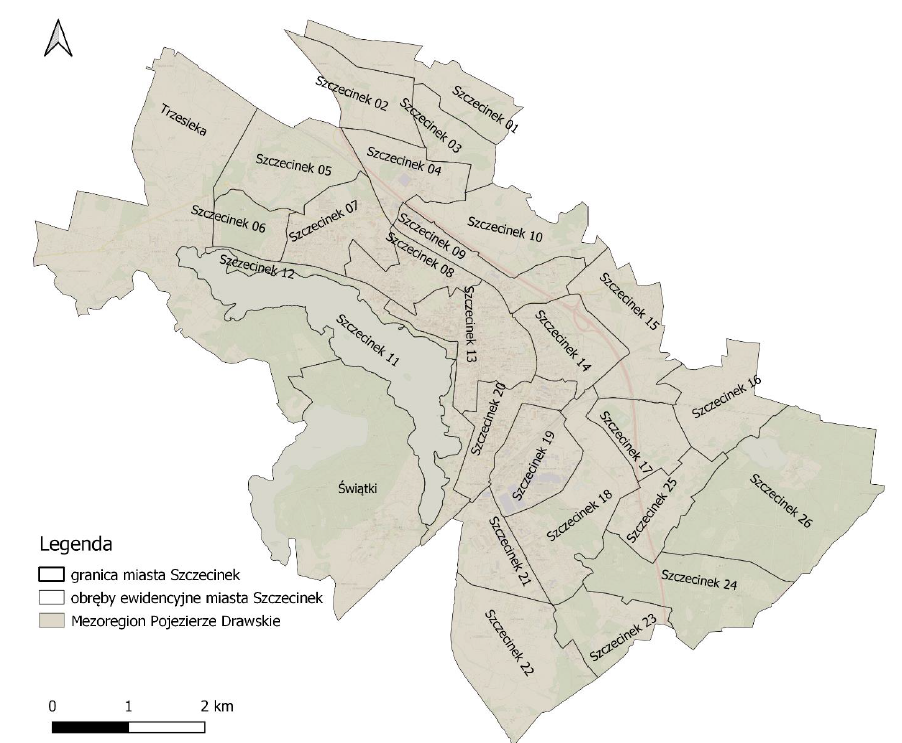 Szczecinek 01
Szczecinek 02
Szczecinek 03
Trzesieka
Szczecinek 04
Szczecinek 05
Szczecinek 06
Szczecinek 07
Szczecinek 09
Szczecinek 10
Szczecinek 08
Szczecinek 12
Szczecinek 11
Szczecinek 13
Szczecinek 14
Szczecinek 15
Szczecinek 16
Szczecinek 20
Szczecinek 19
Szczecinek 17
Świątki
Szczecinek 18
Szczecinek 25
Szczecinek 26
Szczecinek 21
Szczecinek 24
Szczecinek 23
Szczecinek 22
Legenda
granica miasta Szczecinek
obręby ewidencyjne miasta Szczecinek
Mezoregion Pojezierze Drawskie
0 1 2 km